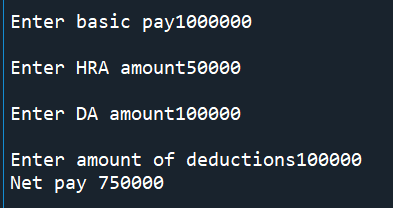 Enter basic pay1000000
Enter HRA amount50000
Enter DA amount100000
Enter amount of deductions100000
Net pay 750000